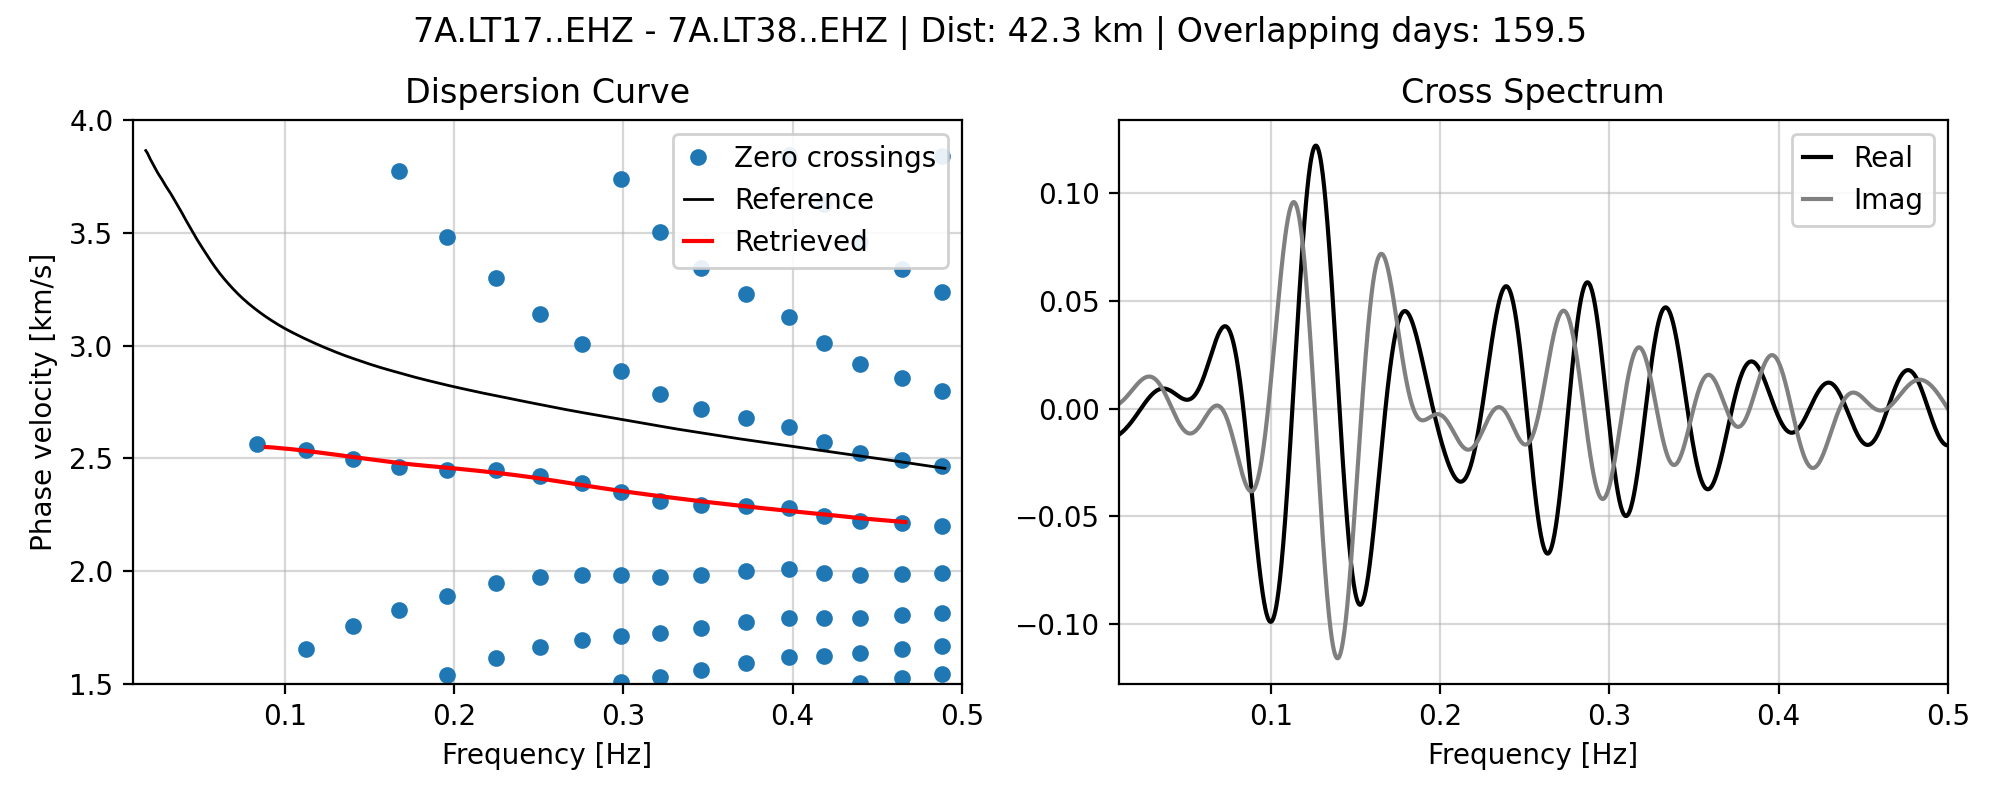 7A.LT17..EHZ - 7A.LT38..EHZ | Dist: 42.3 km | Overlapping days: 159.5
Dispersion Curve
4.0
3.5
3.0
2.5
2.0
1.5
Phase velocity [km/s]
Zero crossings
Reference
Retrieved
0.1
0.2
0.3
0.4
0.5
Frequency [Hz]
Cross Spectrum
0.10
0.05
0.00
−0.05
−0.10
Real
Imag
0.1
0.2
0.3
0.4
0.5
Frequency [Hz]